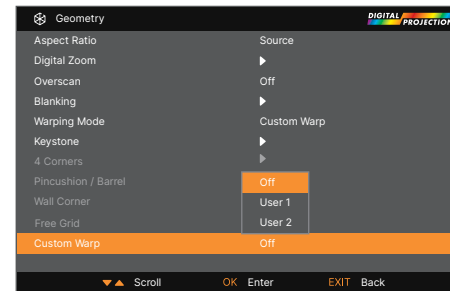 Geometry
DIGITAL PROJECTION
Aspect Ratio Source
Digital Zoom
Overscan Off
Blanking
Warping Mode Custom Warp
Keystone
4 Corners
Pincushion / Barrel Off
Wall Corner User 1
Free Grid User 2
Custom Warp Off
Scroll OK Enter EXIT Back